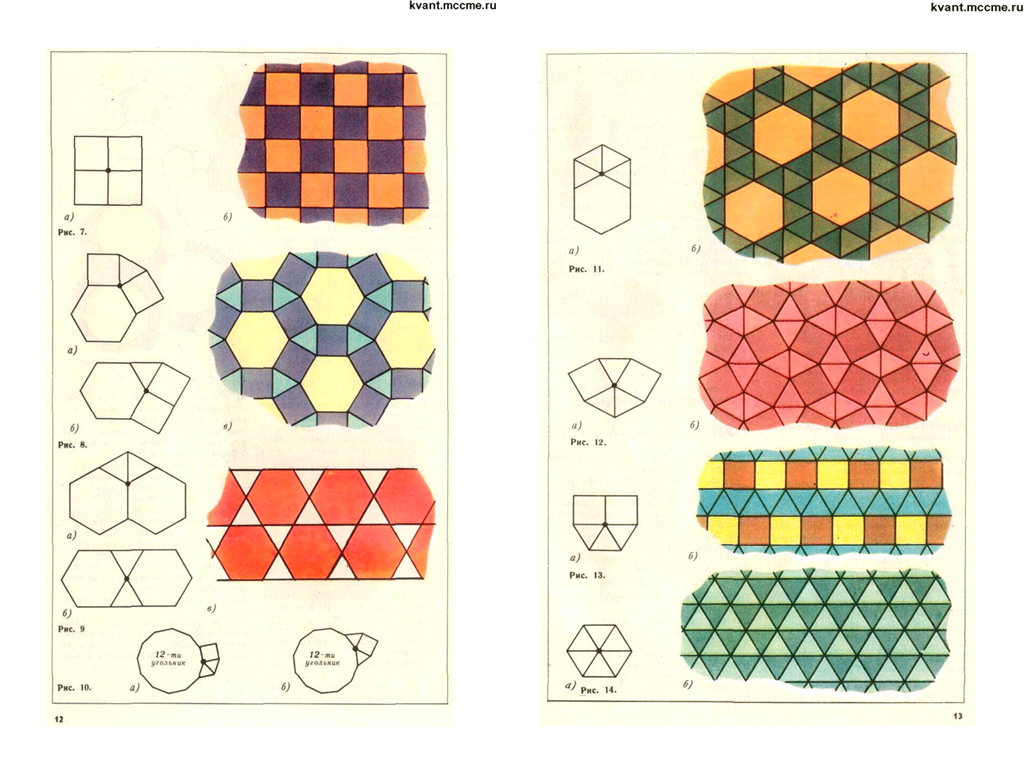 kvant.mccme.ru
а)
б)
Рис. 7.
а)
б)
в)
Рис. 8.
а)
б)
в)
Рис. 9
12-ти
угольник
12-ти
угольник
Рис. 10.
а)
б)
12
kvant.mccme.ru
а)
б)
Рис. 11.
а)
б)
Рис. 12.
а)
б)
Рис. 13.
а)
Рис. 14.
б)
13